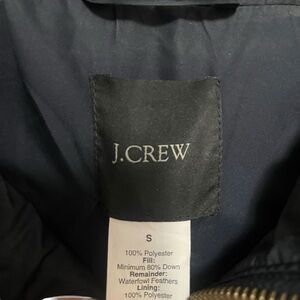 J.CREW
S
100% Polyester
Fill:
Minimum 80% Down
Remainder:
Waterfowl Feathers
Lining:
100% Polyester